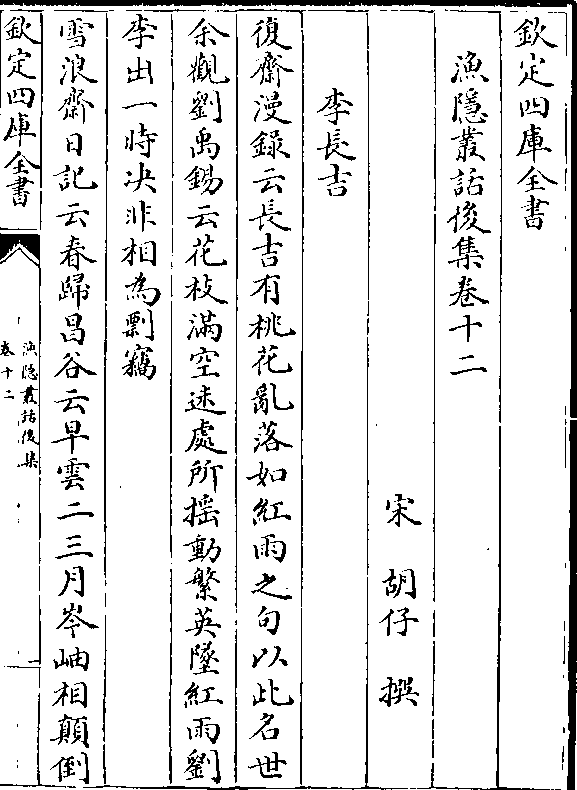 欽定四庫全書
漁隱叢話後集卷十二
宋　胡仔　撰
李長吉
復齋漫録云長吉有桃花亂落如紅雨之句以此名世
余觀劉禹錫云花枝滿空迷處所揺動繁英墜紅雨劉
李出一時决非相為剽竊
雪浪齋日記云春歸昌谷云早雲二三月岑岫相顛倒
欽定四庫全書
漁隱叢話後集
卷十二
一